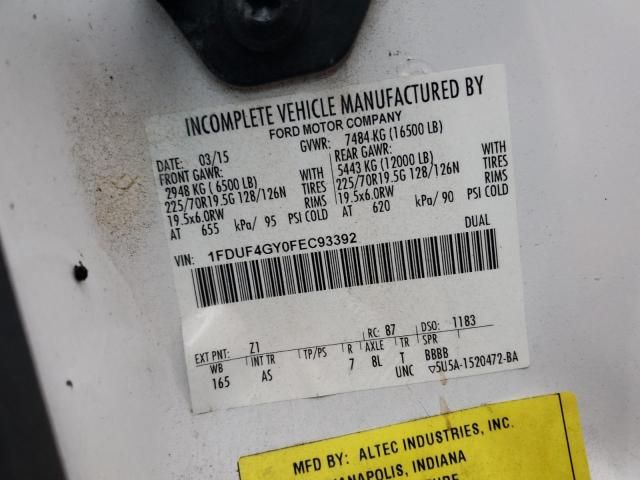 INCOMPLETE VEHICLE MANUFACTURED BY
FORD MOTOR COMPANY
DATE: 03/15 GVWR: 7484 KG (16500 LB)
FRONT GAWR: REAR GAWR:
2948 KG (6500 LB) 5443 KG (12000 LB)
225/70R19.5G 128/126N TIRES 225/70R19.5G 128/126N TIRES
19.5x6.0RW RIMS 19.5x6.0RW RIMS
AT 655 kPa/ 95 PSI COLD AT 620 kPa/ 90 PSI COLD
VIN: 1FDUF4GY0FEC93392 DUAL
EXT PNT: Z1 RC: 87 DSO: 1183
WB INT TR TP/PS R AXLE TR SPR
165 AS 7 8L T BBBB
UNC ▽5U5A-1520472-BA
MFD BY: ALTEC INDUSTRIES, INC.
INDIANA